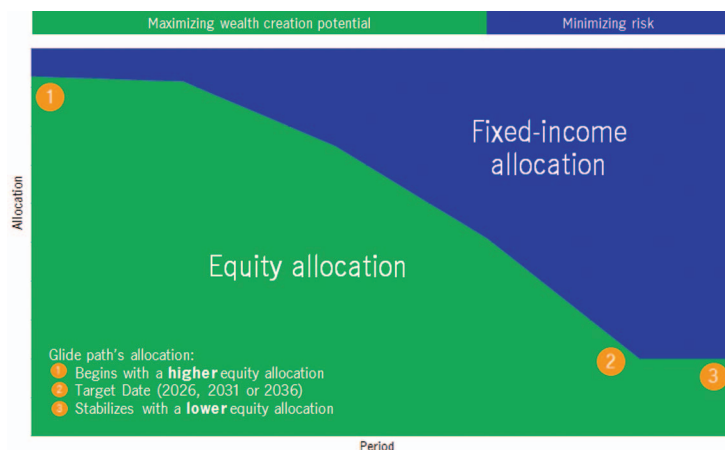 Maximizing wealth creation potential
Minimizing risk
1
Fixed-income
allocation
Allocation
Equity allocation
Glide path's allocation:
1 Begins with a higher equity allocation
2 Target Date (2026, 2031 or 2036)
3 Stabilizes with a lower equity allocation
2
3
Period